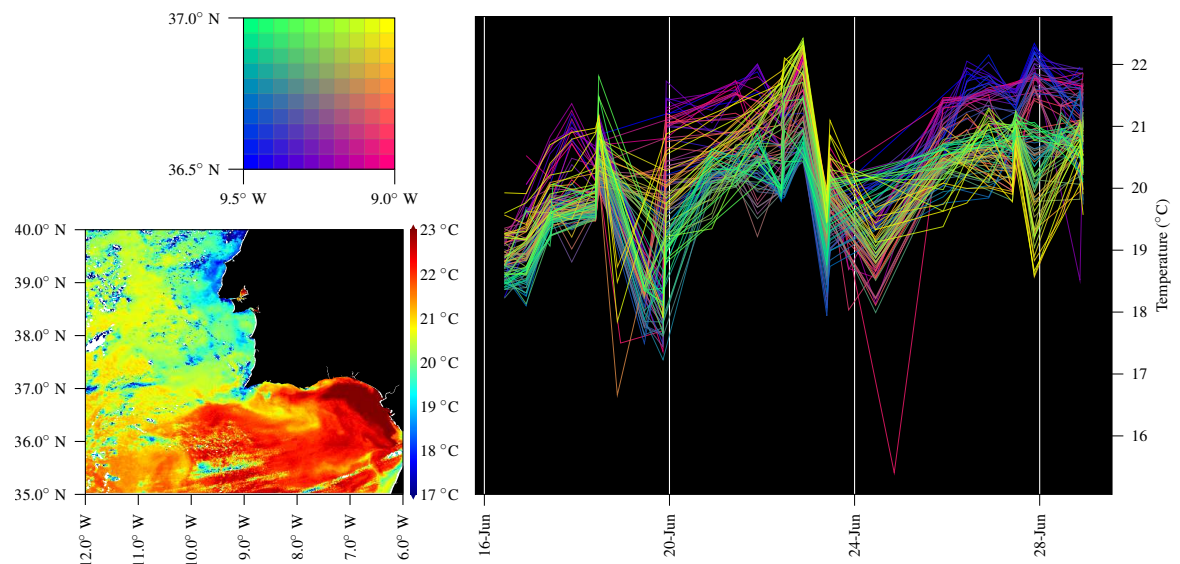 37.0° N
36.5° N
9.5° W
9.0° W
40.0° N
39.0° N
38.0° N
37.0° N
36.0° N
35.0° N
12.0° W
11.0° W
10.0° W
9.0° W
8.0° W
7.0° W
6.0° W
23 °C
22 °C
21 °C
20 °C
19 °C
18 °C
17 °C
22
21
20
19
18
17
16
Temperature (°C)
16-Jun
20-Jun
24-Jun
28-Jun